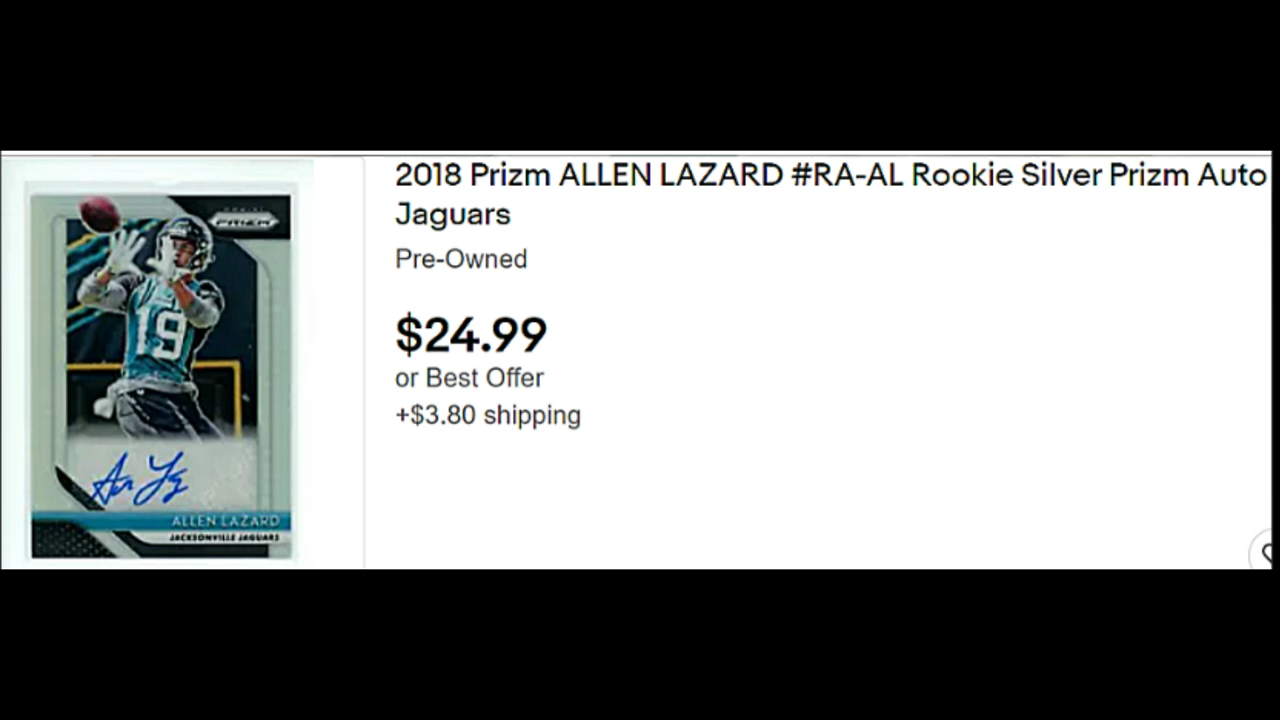 2018 Prizm ALLEN LAZARD #RA-AL Rookie Silver Prizm Auto
Jaguars
Pre-Owned
$24.99
or Best Offer
+$3.80 shipping
PANINI
PRIZM
19
ALLEN LAZARD
JACKSONVILLE JAGUARS